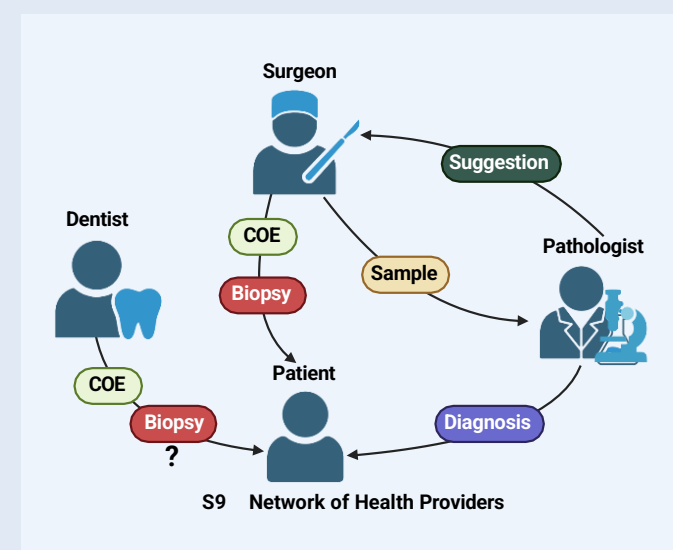 Surgeon
Suggestion
Dentist
COE
Pathologist
Sample
Biopsy
Patient
COE
Biopsy
Diagnosis
?
S9 Network of Health Providers